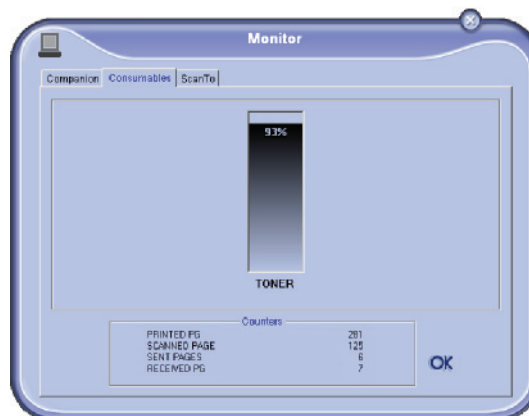 Monitor
Companion Consumables ScanTo
93%
TONER
Counters
PRINTED PG 281
SCANNED PAGE 125
SENT PAGES 6
RECEIVED PG 7
OK